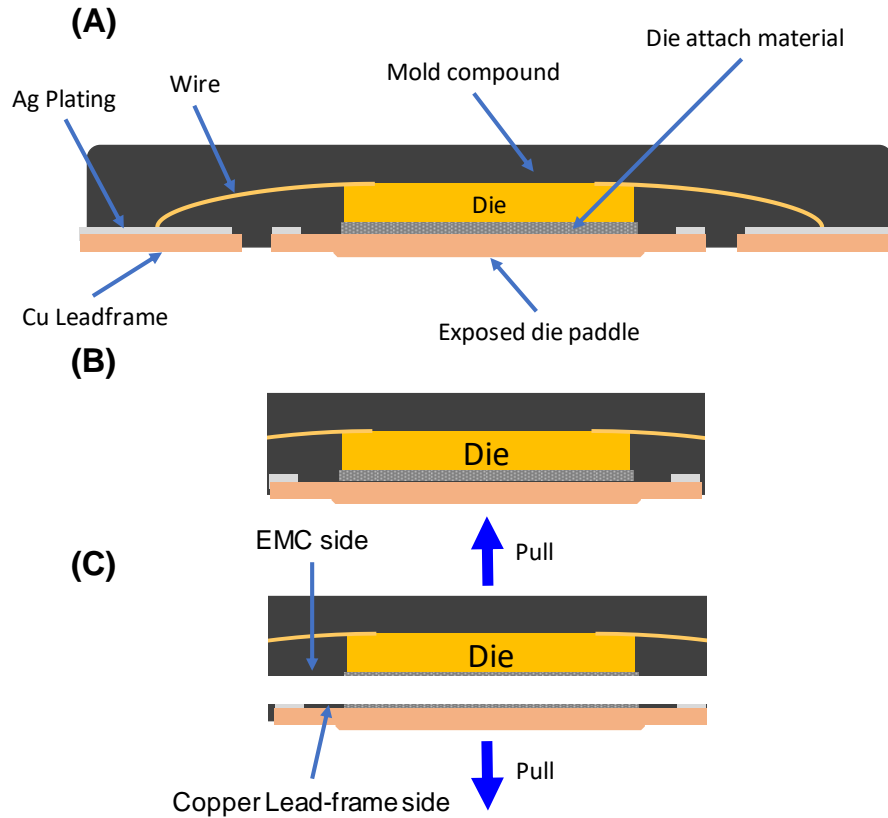 (A)
Die attach material
Mold compound
Wire
Ag Plating
Die
Cu Leadframe
Exposed die paddle
(B)
Die
EMC side
Pull
(C)
Die
Pull
Copper Lead-frame side